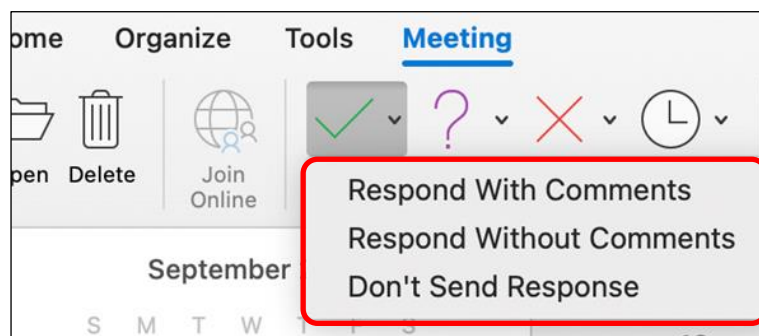 ome Organize Tools Meeting
pen Delete Join
Online
Respond With Comments
Respond Without Comments
Don't Send Response
September
S M T W T F S